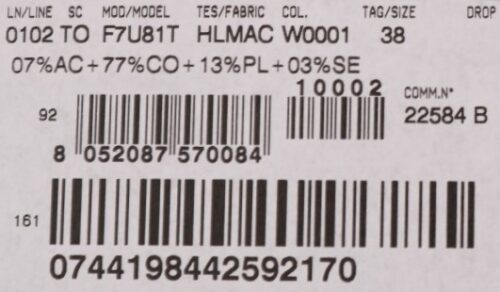 LN/LINE SC MOD/MODEL TES/FABRIC COL. TAG/SIZE DROP
0102 TO F7U81T HLMAC W0001 38
07%AC+77%CO+13%PL+03%SE
10002
COMM.N°
92 22584 B
8 052087 570084
161
0744198442592170